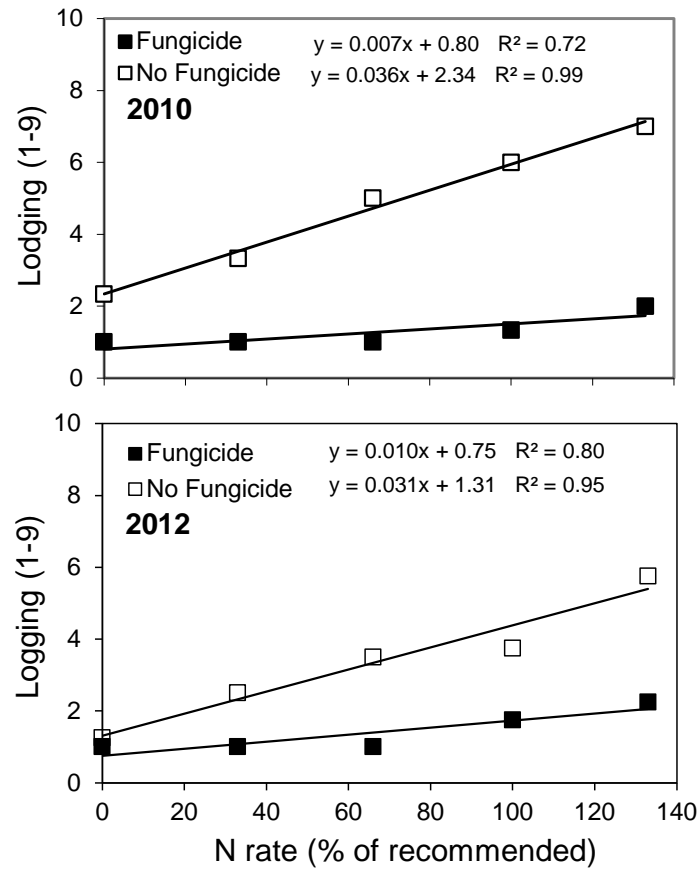 10
Fungicide y = 0.007x + 0.80 R² = 0.72
No Fungicide y = 0.036x + 2.34 R² = 0.99
2010
8
6
4
2
0
Lodging (1-9)
10
Fungicide y = 0.010x + 0.75 R² = 0.80
No Fungicide y = 0.031x + 1.31 R² = 0.95
2012
8
6
4
2
0
Logging (1-9)
0 20 40 60 80 100 120 140
N rate (% of recommended)